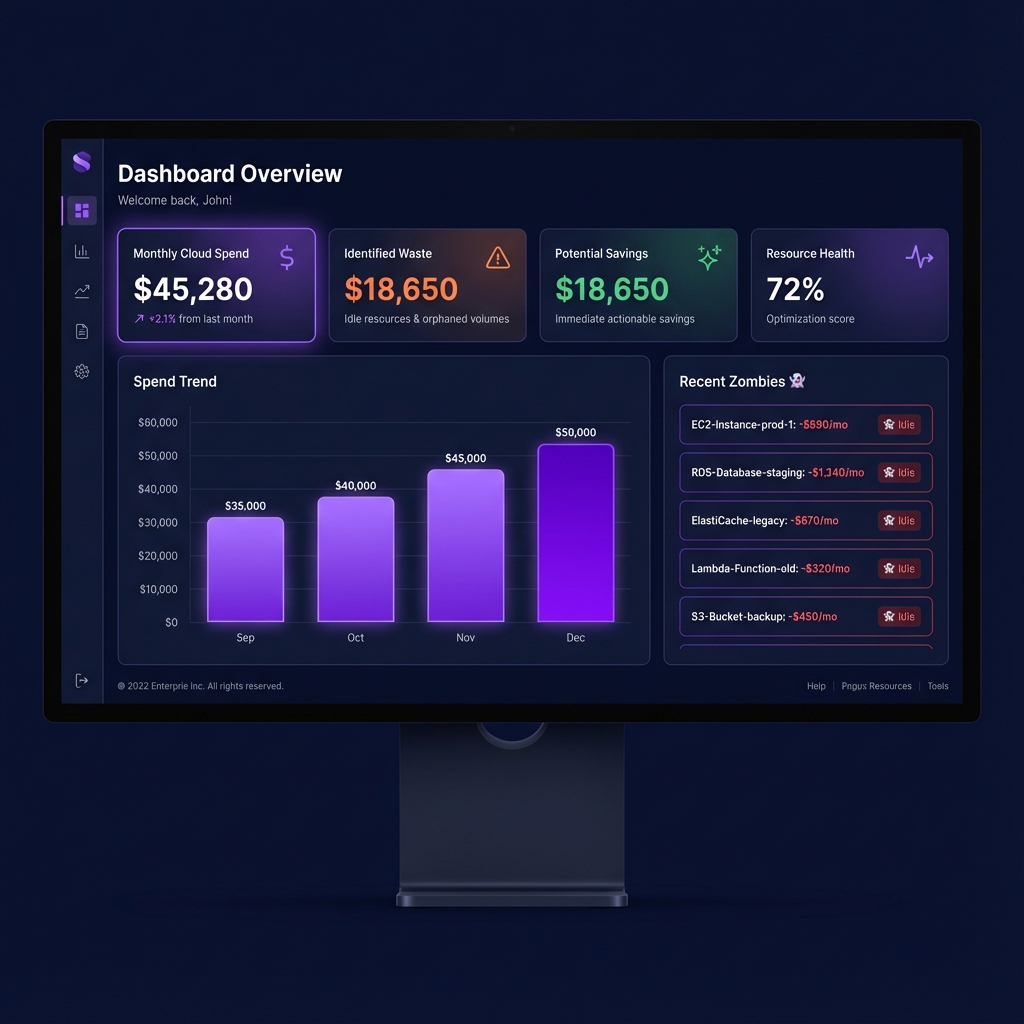 Dashboard Overview
Welcome back, John!
Monthly Cloud Spend
$
$45,280
+2.1% from last month
Identified Waste
$18,650
Idle resources & orphaned volumes
Potential Savings
$18,650
Immediate actionable savings
Resource Health
72%
Optimization score
Spend Trend
$60,000
$50,000
$40,000
$30,000
$20,000
$10,000
$0
$35,000
$40,000
$45,000
$50,000
Sep
Oct
Nov
Dec
Recent Zombies
EC2-Instance-prod-1: -$690/mo
Idle
RDS-Database-staging: -$1,340/mo
Idle
ElastiCache-legacy: -$670/mo
Idle
Lambda-Function-old: -$320/mo
Idle
S3-Bucket-backup: -$450/mo
Idle
© 2022 Enterprie Inc. All rights reserved.
Help
Resources
Tools